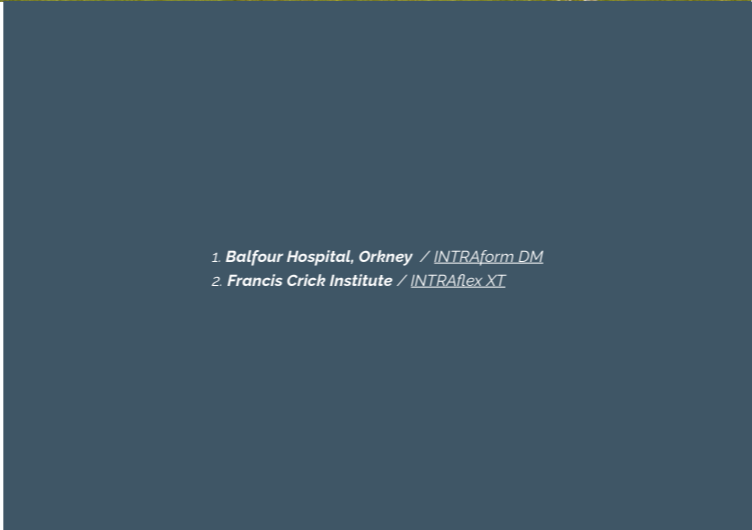 1. Balfour Hospital, Orkney / INTRAform DM
2. Francis Crick Institute / INTRAflex XT